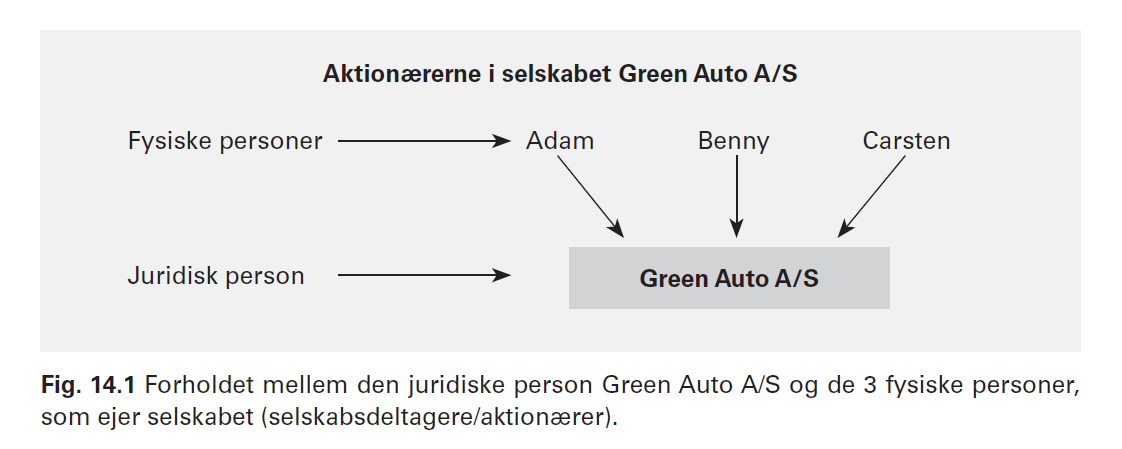 Aktionærerne i selskabet Green Auto A/S
Fysiske personer Adam Benny Carsten
Juridisk person Green Auto A/S
Fig. 14.1 Forholdet mellem den juridiske person Green Auto A/S og de 3 fysiske personer,
som ejer selskabet (selskabsdeltagere/aktionærer).